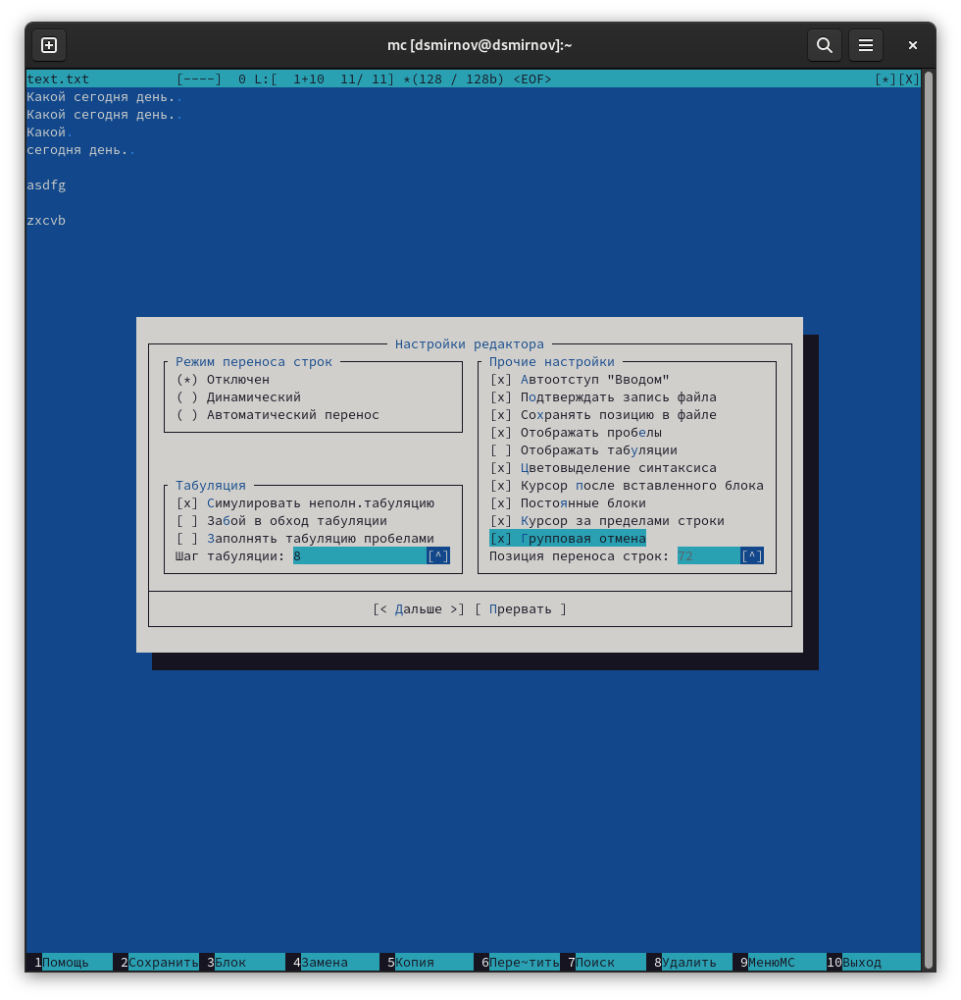 mc [dsmirnov@dsmirnov]:~
text.txt [----] 0 L:[ 1+10 11/ 11] *(128 / 128b) <EOF> [*][X]
Какой сегодня день..
Какой сегодня день..
Какой.
сегодня день..
asdfg
zxcvb
Настройки редактора
Режим переноса строк
(*) Отключен
( ) Динамический
( ) Автоматический перенос
Табуляция
[x] Симулировать неполн.табуляцию
[ ] Забой в обход табуляции
[ ] Заполнять табуляцию пробелами
Шаг табуляции: 8 [^]
Прочие настройки
[x] Автоотступ "Вводом"
[x] Подтверждать запись файла
[x] Сохранять позицию в файле
[x] Отображать пробелы
[ ] Отображать табуляции
[x] Цветовыделение синтаксиса
[x] Курсор после вставленного блока
[x] Постоянные блоки
[x] Курсор за пределами строки
[x] Групповая отмена
Позиция переноса строк: 72 [^]
[< Дальше >] [ Прервать ]
1Помощь 2Сохранить 3Блок 4Замена 5Копия 6Пере~тить 7Поиск 8Удалить 9МенюMC 10Выход